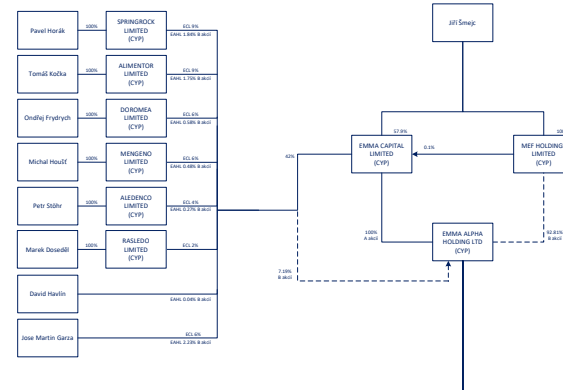 Jiří Šmejc
Pavel Horák
100%
SPRINGROCK
LIMITED
(CYP)
ECL 9%
EAHL 1.84% B akcií
Tomáš Kočka
100%
ALIMENTOR
LIMITED
(CYP)
ECL 9%
EAHL 1.75% B akcií
Ondřej Frydrych
100%
DOROMEA
LIMITED
(CYP)
ECL 6%
EAHL 0.58% B akcií
Michal Houšť
100%
MENGENO
LIMITED
(CYP)
ECL 6%
EAHL 0.48% B akcií
Petr Stöhr
100%
ALEDENCO
LIMITED
(CYP)
ECL 4%
EAHL 0.27% B akcií
Marek Doseděl
100%
RASLEDO
LIMITED
(CYP)
ECL 2%
David Havlín
EAHL 0.04% B akcií
Jose Martin Garza
ECL 6%
EAHL 2.23% B akcií
42%
57.9%
EMMA CAPITAL
LIMITED
(CYP)
0.1%
10
MEF HOLDING
LIMITED
(CYP)
100%
A akcií
EMMA ALPHA
HOLDING LTD
(CYP)
92.81%
B akcií
7.19%
B akcií